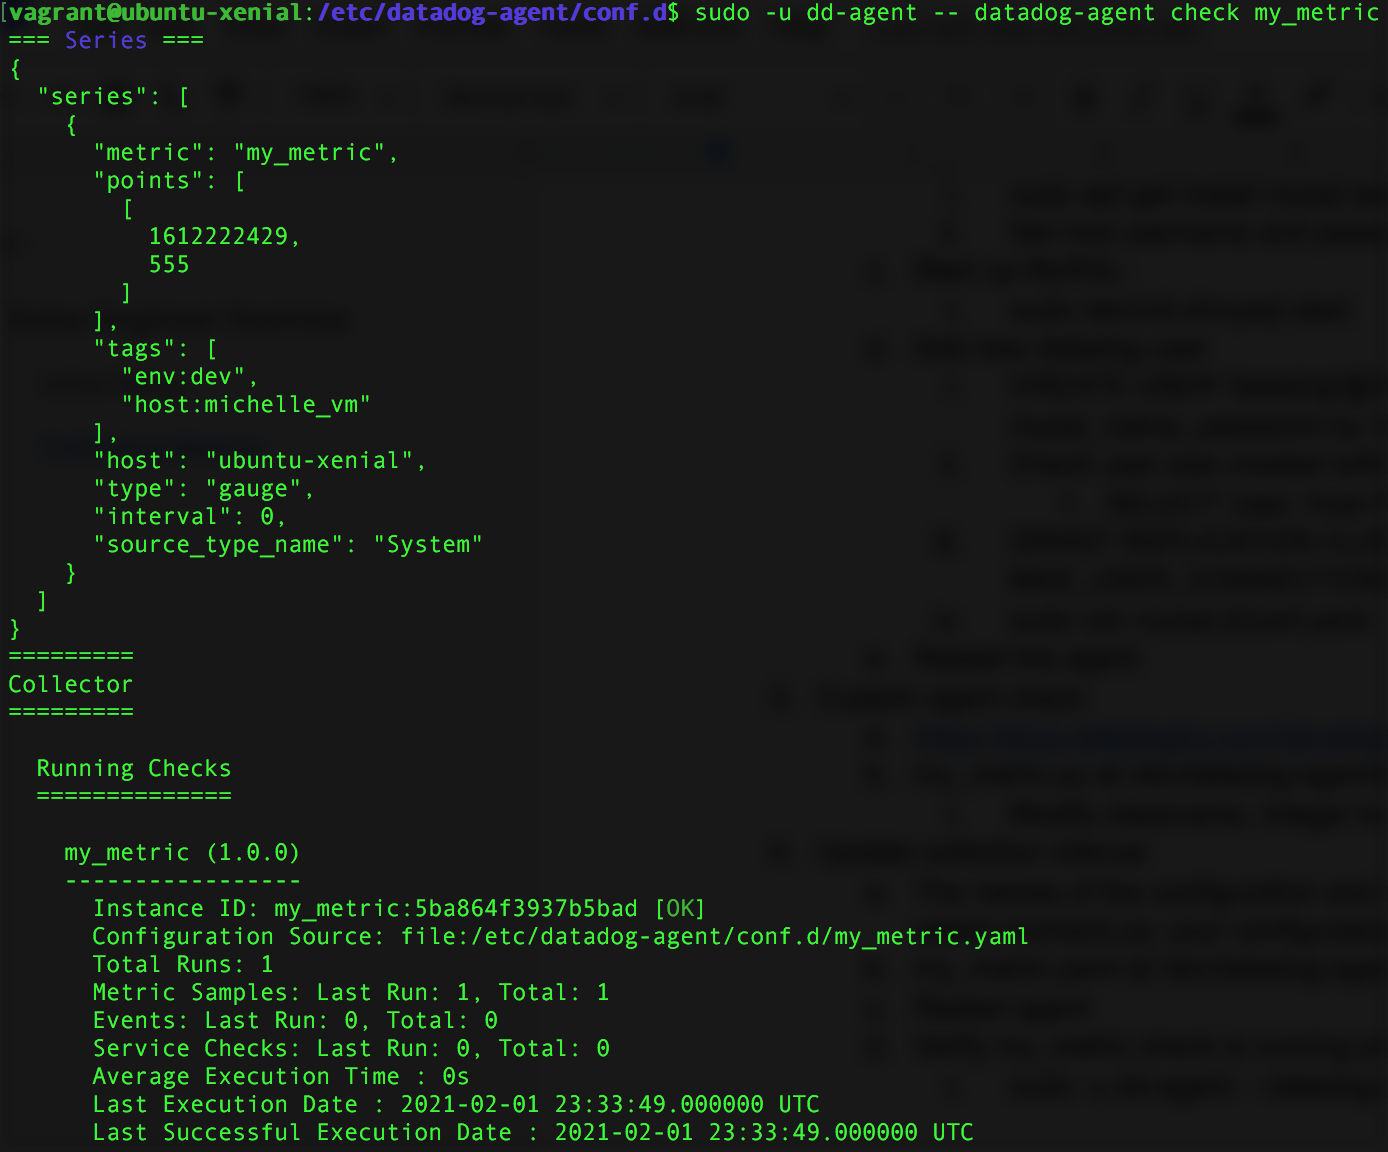 [vagrant@ubuntu-xenial:/etc/datadog-agent/conf.d$ sudo -u dd-agent -- datadog-agent check my_metric
=== Series ===
{
  "series": [
    {
      "metric": "my_metric",
      "points": [
        [
          1612222429,
          555
        ]
      ],
      "tags": [
        "env:dev",
        "host:michelle_vm"
      ],
      "host": "ubuntu-xenial",
      "type": "gauge",
      "interval": 0,
      "source_type_name": "System"
    }
  ]
}
=========
Collector
=========

  Running Checks
  ==============

    my_metric (1.0.0)
    -----------------
      Instance ID: my_metric:5ba864f3937b5bad [OK]
      Configuration Source: file:/etc/datadog-agent/conf.d/my_metric.yaml
      Total Runs: 1
      Metric Samples: Last Run: 1, Total: 1
      Events: Last Run: 0, Total: 0
      Service Checks: Last Run: 0, Total: 0
      Average Execution Time : 0s
      Last Execution Date : 2021-02-01 23:33:49.000000 UTC
      Last Successful Execution Date : 2021-02-01 23:33:49.000000 UTC